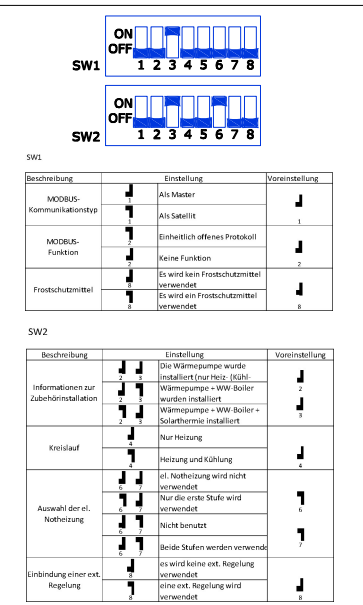 ON
OFF
SW1 1 2 3 4 5 6 7 8
ON
OFF
SW2 1 2 3 4 5 6 7 8
SW1
Beschreibung Einstellung Voreinstellung
MODBUS-
Kommunikationstyp
1 Als Master
1 Als Satellit
1
MODBUS-
Funktion
2 Einheitlich offenes Protokoll
2 Keine Funktion
2
Frostschutzmittel
8 Es wird kein Frostschutzmittel
verwendet
8 Es wird ein Frostschutzmittel
verwendet
8
SW2
Beschreibung Einstellung Voreinstellung
Informationen zur
Zubehörinstallation
2 3 Die Wärmepumpe wurde
installiert (nur Heiz- (Kühl-
2 3 Wärmepumpe + WW-Boiler
wurden installiert
2 3 Wärmepumpe + WW-Boiler +
Solarthermie installiert
2
3
Kreislauf
4 Nur Heizung
4 Heizung und Kühlung
4
Auswahl der el.
Notheizung
6 7 el. Notheizung wird nicht
verwendet
6 7 Nur die erste Stufe wird
verwendet
6 7 Nicht benutzt
6 7 Beide Stufen werden verwende
6
7
Einbindung einer ext.
Regelung
8 es wird keine ext. Regelung
verwendet
8 eine ext. Regelung wird
verwendet
8